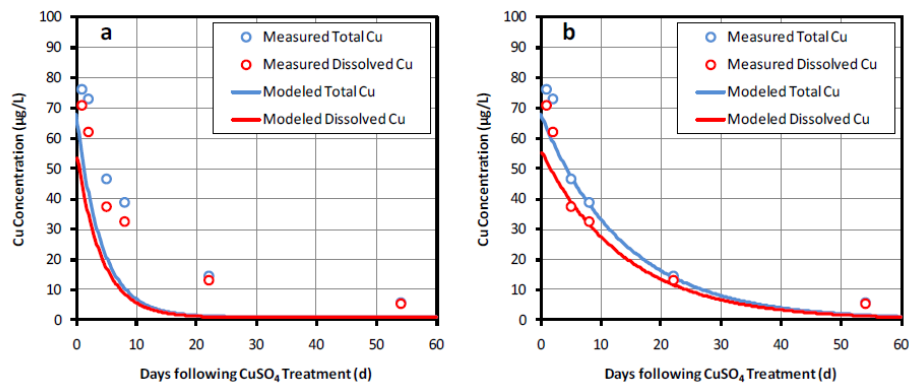 a
Cu Concentration (µg/L)
100
90
80
70
60
50
40
30
20
10
0
0 10 20 30 40 50 60
Days following CuSO₄ Treatment (d)
Measured Total Cu
Measured Dissolved Cu
Modeled Total Cu
Modeled Dissolved Cu
b
Cu Concentration (µg/L)
100
90
80
70
60
50
40
30
20
10
0
0 10 20 30 40 50 60
Days following CuSO₄ Treatment (d)
Measured Total Cu
Measured Dissolved Cu
Modeled Total Cu
Modeled Dissolved Cu